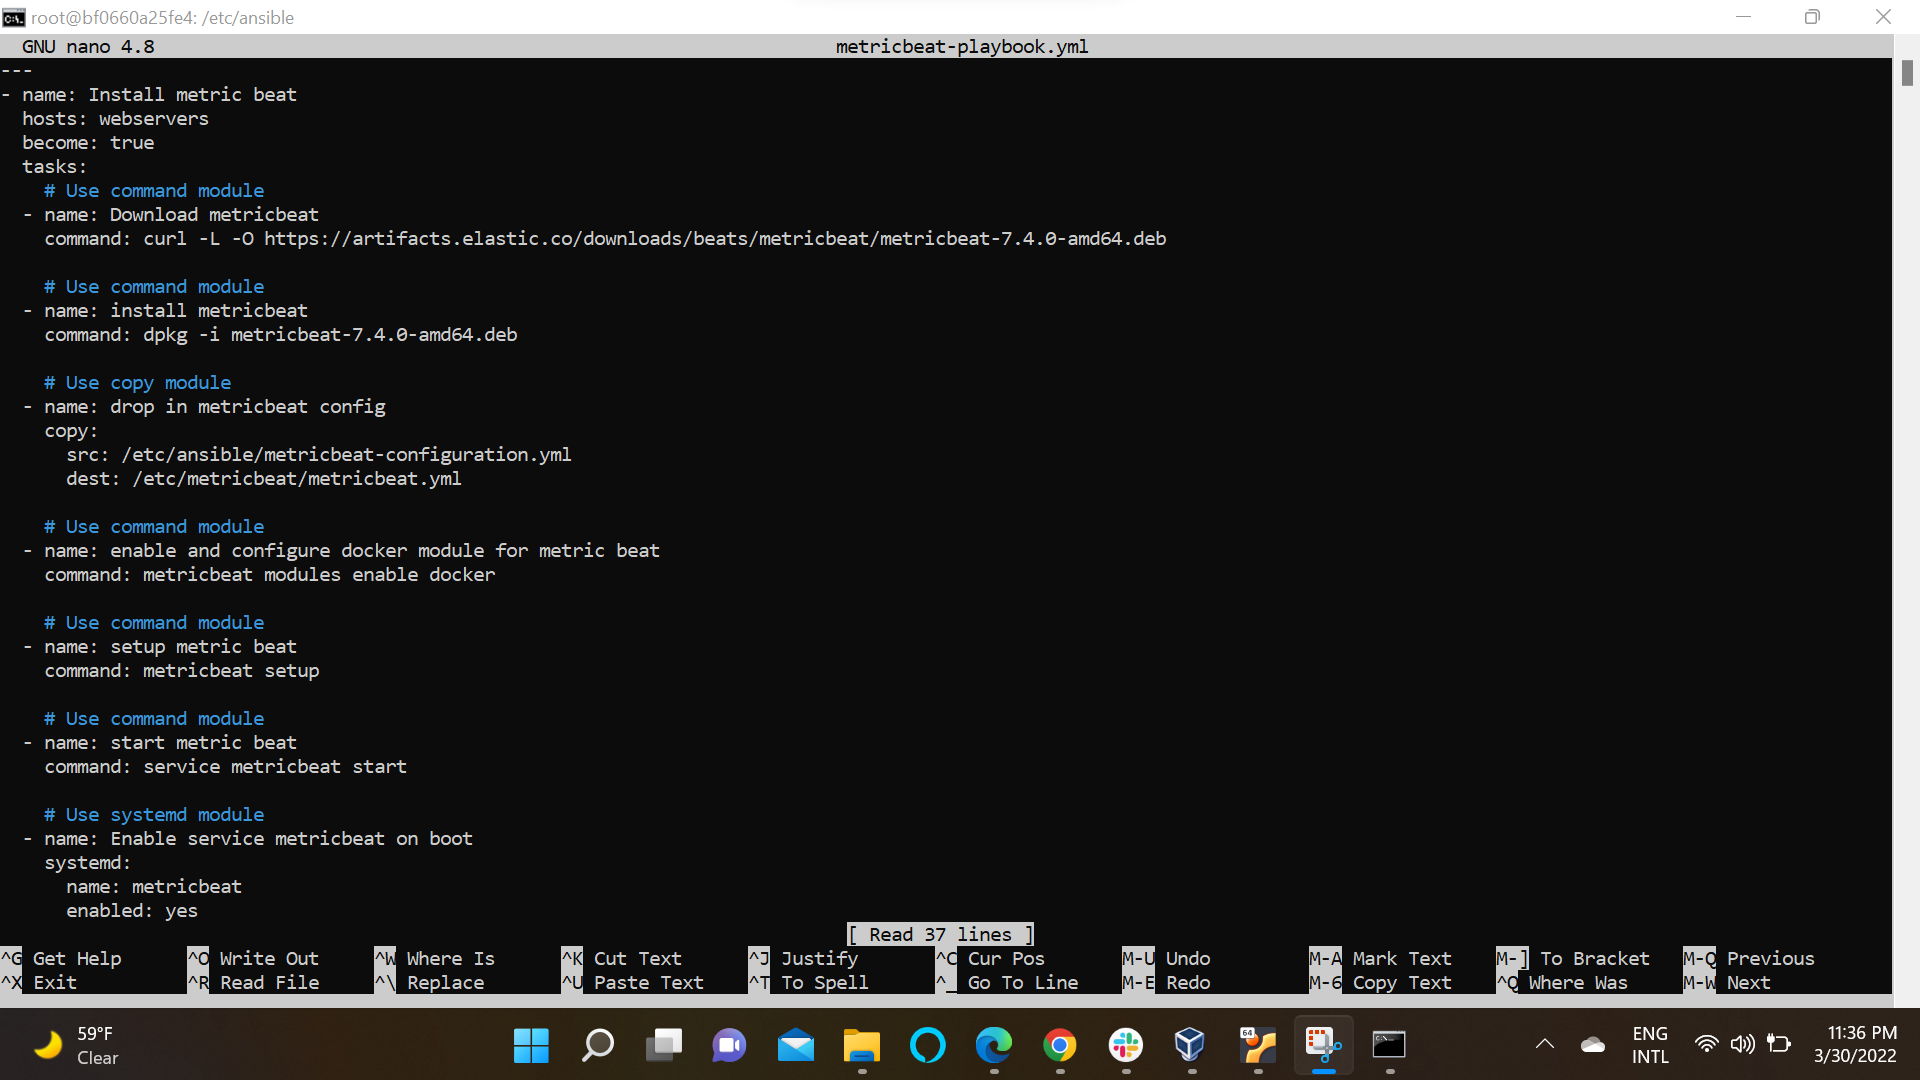 root@bf0660a25fe4: /etc/ansible
GNU nano 4.8 metricbeat-playbook.yml
---
- name: Install metric beat
  hosts: webservers
  become: true
  tasks:
    # Use command module
  - name: Download metricbeat
    command: curl -L -O https://artifacts.elastic.co/downloads/beats/metricbeat/metricbeat-7.4.0-amd64.deb

    # Use command module
  - name: install metricbeat
    command: dpkg -i metricbeat-7.4.0-amd64.deb

    # Use copy module
  - name: drop in metricbeat config
    copy:
      src: /etc/ansible/metricbeat-configuration.yml
      dest: /etc/metricbeat/metricbeat.yml

    # Use command module
  - name: enable and configure docker module for metric beat
    command: metricbeat modules enable docker

    # Use command module
  - name: setup metric beat
    command: metricbeat setup

    # Use command module
  - name: start metric beat
    command: service metricbeat start

    # Use systemd module
  - name: Enable service metricbeat on boot
    systemd:
      name: metricbeat
      enabled: yes
[ Read 37 lines ]
^G Get Help ^O Write Out ^W Where Is ^K Cut Text ^J Justify ^C Cur Pos M-U Undo M-A Mark Text M-] To Bracket M-Q Previous
^X Exit ^R Read File ^\ Replace ^U Paste Text ^T To Spell ^_ Go To Line M-E Redo M-6 Copy Text ^Q Where Was M-W Next
59°F
Clear
64
ENG
INTL
11:36 PM
3/30/2022